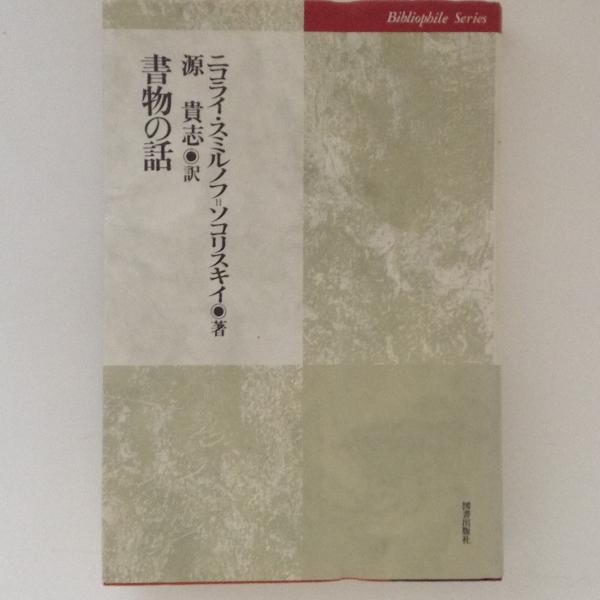 Bibliophile Series
ニコライ・スミルノフ=ソコリスキイ◉著
源 貴志◉訳
書物の話
図書出版社